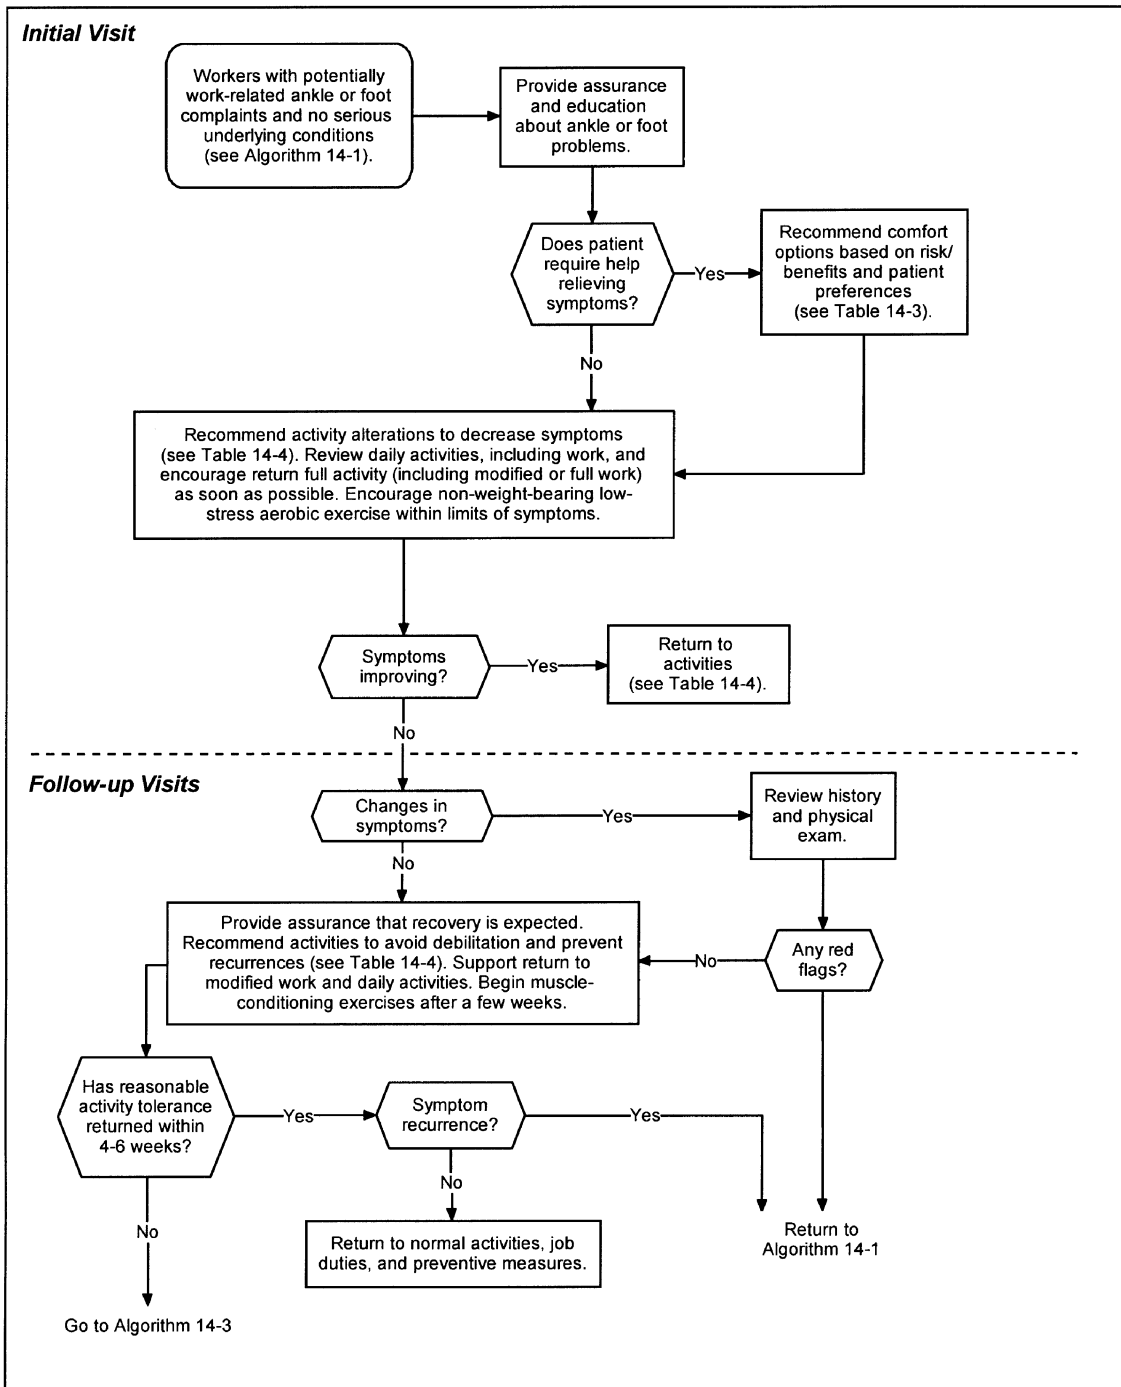 Initial Visit
Workers with potentially
work-related ankle or foot
complaints and no serious
underlying conditions
(see Algorithm 14-1).
Provide assurance
and education
about ankle or foot
problems.
Does patient
require help
relieving
symptoms?
Yes
Recommend comfort
options based on risk/
benefits and patient
preferences
(see Table 14-3).
No
Recommend activity alterations to decrease symptoms
(see Table 14-4). Review daily activities, including work, and
encourage return full activity (including modified or full work)
as soon as possible. Encourage non-weight-bearing low-
stress aerobic exercise within limits of symptoms.
Symptoms
improving?
Yes
Return to
activities
(see Table 14-4).
No
Follow-up Visits
Changes in
symptoms?
Yes
Review history
and physical
exam.
No
Provide assurance that recovery is expected.
Recommend activities to avoid debilitation and prevent
recurrences (see Table 14-4). Support return to
modified work and daily activities. Begin muscle-
conditioning exercises after a few weeks.
No
Any red
flags?
Has reasonable
activity tolerance
returned within
4-6 weeks?
Yes
Symptom
recurrence?
Yes
No
No
Return to normal activities, job
duties, and preventive measures.
Return to
Algorithm 14-1
Go to Algorithm 14-3